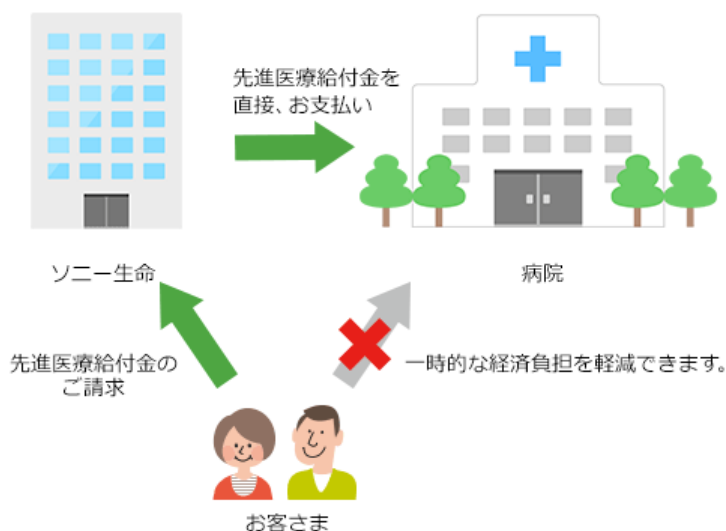 先進医療給付金を
直接、お支払い
ソニー生命
病院
先進医療給付金の
ご請求
一時的な経済負担を軽減できます。
お客さま